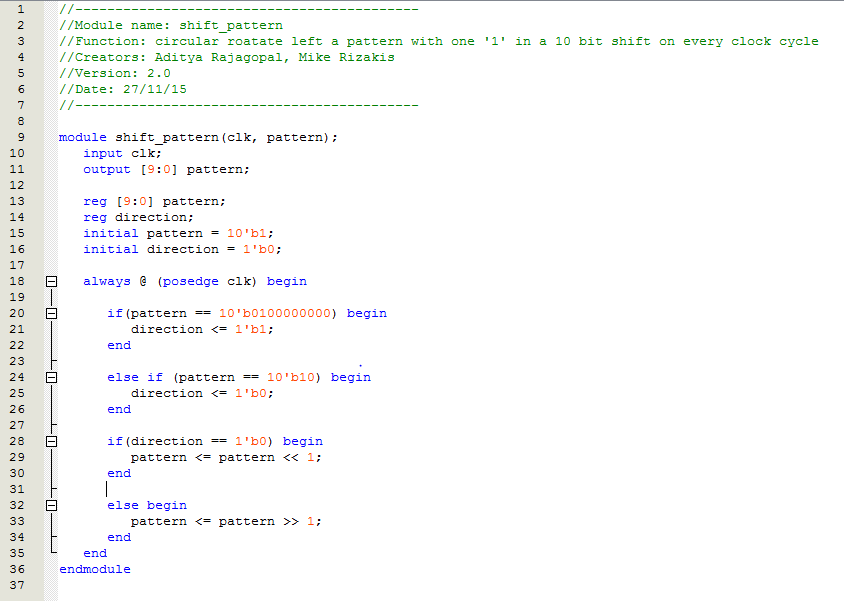 1 //-------------------------------------------
2 //Module name: shift_pattern
3 //Function: circular roatate left a pattern with one '1' in a 10 bit shift on every clock cycle
4 //Creators: Aditya Rajagopal, Mike Rizakis
5 //Version: 2.0
6 //Date: 27/11/15
7 //-------------------------------------------
8
9 module shift_pattern(clk, pattern);
10 input clk;
11 output [9:0] pattern;
12
13 reg [9:0] pattern;
14 reg direction;
15 initial pattern = 10'b1;
16 initial direction = 1'b0;
17
18 always @ (posedge clk) begin
19
20 if(pattern == 10'b0100000000) begin
21 direction <= 1'b1;
22 end
23
24 else if (pattern == 10'b10) begin
25 direction <= 1'b0;
26 end
27
28 if(direction == 1'b0) begin
29 pattern <= pattern << 1;
30 end
31
32 else begin
33 pattern <= pattern >> 1;
34 end
35 end
36 endmodule
37